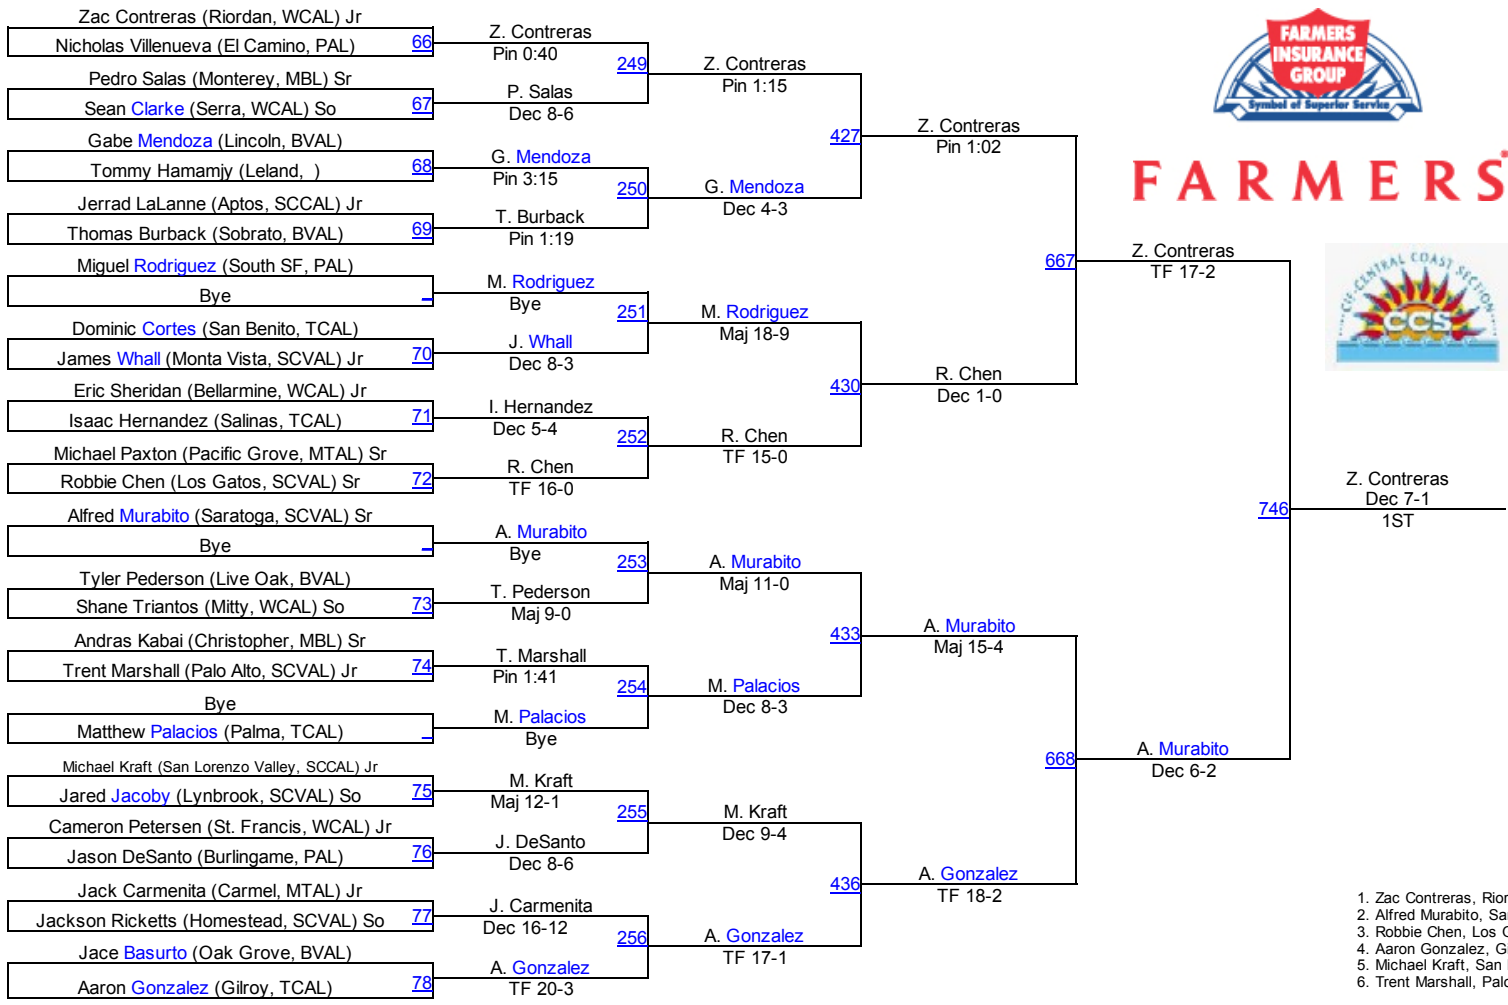 Zac Contreras (Riordan, WCAL) Jr
Nicholas Villenueva (El Camino, PAL) 66
Pedro Salas (Monterey, MBL) Sr
Sean Clarke (Serra, WCAL) So 67
Gabe Mendoza (Lincoln, BVAL)
Tommy Hamamjy (Leland, ) 68
Jerrad LaLanne (Aptos, SCCAL) Jr
Thomas Burback (Sobrato, BVAL) 69
Miguel Rodriguez (South SF, PAL)
Bye
Dominic Cortes (San Benito, TCAL)
James Whall (Monta Vista, SCVAL) Jr 70
Eric Sheridan (Bellarmine, WCAL) Jr
Isaac Hernandez (Salinas, TCAL) 71
Michael Paxton (Pacific Grove, MTAL) Sr
Robbie Chen (Los Gatos, SCVAL) Sr 72
Alfred Murabito (Saratoga, SCVAL) Sr
Bye
Tyler Pederson (Live Oak, BVAL)
Shane Triantos (Mitty, WCAL) So 73
Andras Kabai (Christopher, MBL) Sr
Trent Marshall (Palo Alto, SCVAL) Jr 74
Bye
Matthew Palacios (Palma, TCAL)
Michael Kraft (San Lorenzo Valley, SCCAL) Jr
Jared Jacoby (Lynbrook, SCVAL) So 75
Cameron Petersen (St. Francis, WCAL) Jr
Jason DeSanto (Burlingame, PAL) 76
Jack Carmenita (Carmel, MTAL) Jr
Jackson Ricketts (Homestead, SCVAL) So 77
Jace Basurto (Oak Grove, BVAL)
Aaron Gonzalez (Gilroy, TCAL) 78
Z. Contreras
Pin 0:40
249
P. Salas
Dec 8-6
G. Mendoza
Pin 3:15
250
T. Burback
Pin 1:19
M. Rodriguez
Bye
251
J. Whall
Dec 8-3
I. Hernandez
Dec 5-4
252
R. Chen
TF 16-0
A. Murabito
Bye
253
T. Pederson
Maj 9-0
T. Marshall
Pin 1:41
254
M. Palacios
Bye
M. Kraft
Maj 12-1
255
J. DeSanto
Dec 8-6
J. Carmenita
Dec 16-12
256
A. Gonzalez
TF 20-3
Z. Contreras
Pin 1:15
427
G. Mendoza
Dec 4-3
M. Rodriguez
Maj 18-9
430
R. Chen
TF 15-0
A. Murabito
Maj 11-0
433
M. Palacios
Dec 8-3
M. Kraft
Dec 9-4
436
A. Gonzalez
TF 17-1
Z. Contreras
Pin 1:02
667
R. Chen
Dec 1-0
A. Murabito
Maj 15-4
668
A. Gonzalez
TF 18-2
Z. Contreras
TF 17-2
746
A. Murabito
Dec 6-2
Z. Contreras
Dec 7-1
1ST
FARMERS
INSURANCE
GROUP
Symbol of Superior Service
FARMERS
CIF-CENTRAL COAST SECTION
CCS
1. Zac Contreras, Rior
2. Alfred Murabito, Sa
3. Robbie Chen, Los G
4. Aaron Gonzalez, G
5. Michael Kraft, San
6. Trent Marshall, Palo